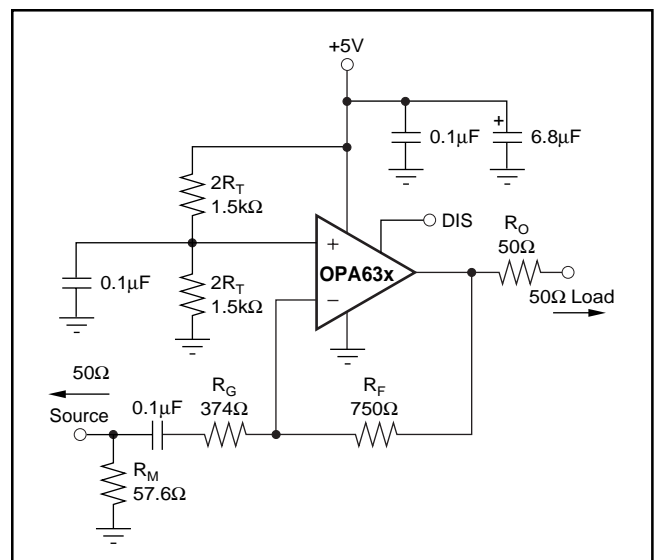 +5V
0.1μF
6.8μF
+
2R_T
1.5kΩ
DIS
R_O
50Ω
+
OPA63x
−
0.1μF
2R_T
1.5kΩ
50Ω Load
50Ω
Source
0.1μF
R_G
374Ω
R_F
750Ω
R_M
57.6Ω